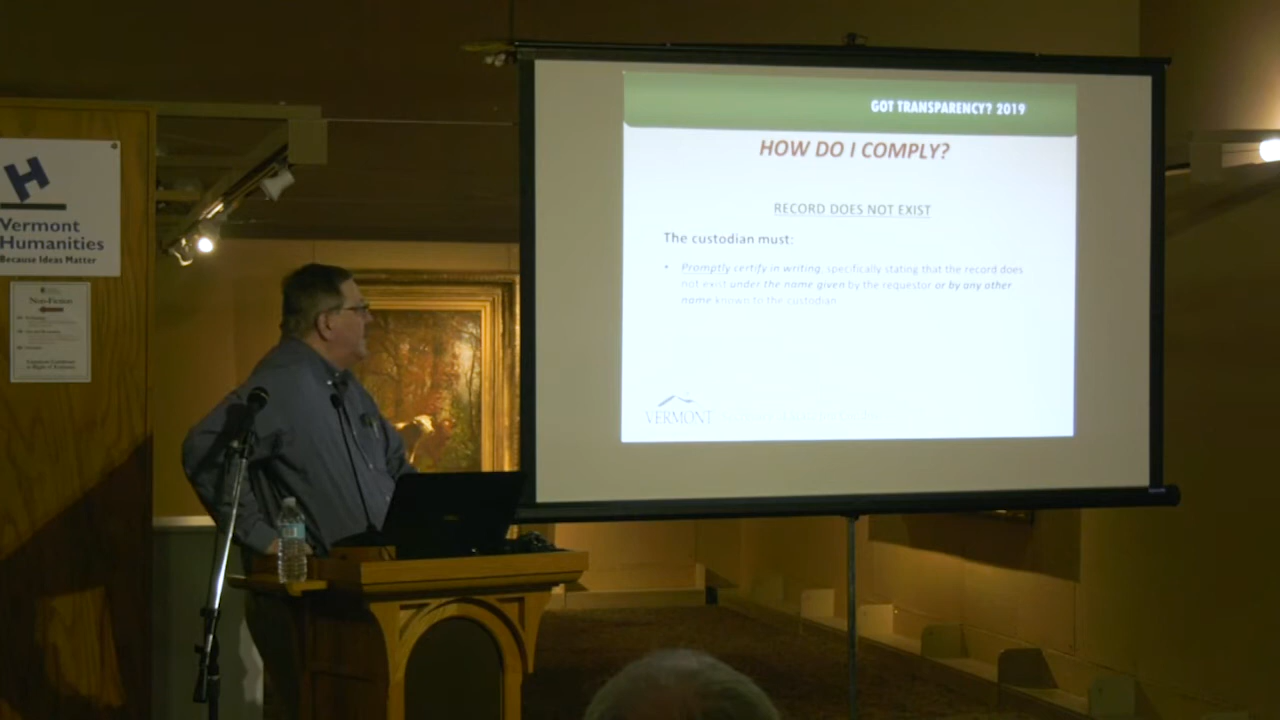 Vermont
Humanities
Because Ideas Matter
Non-Fiction
GOT TRANSPARENCY? 2019
HOW DO I COMPLY?
RECORD DOES NOT EXIST
The custodian must:
• Promptly certify in writing, specifically stating that the record does
not exist under the name given by the requestor or by any other
name known to the custodian.
VERMONT